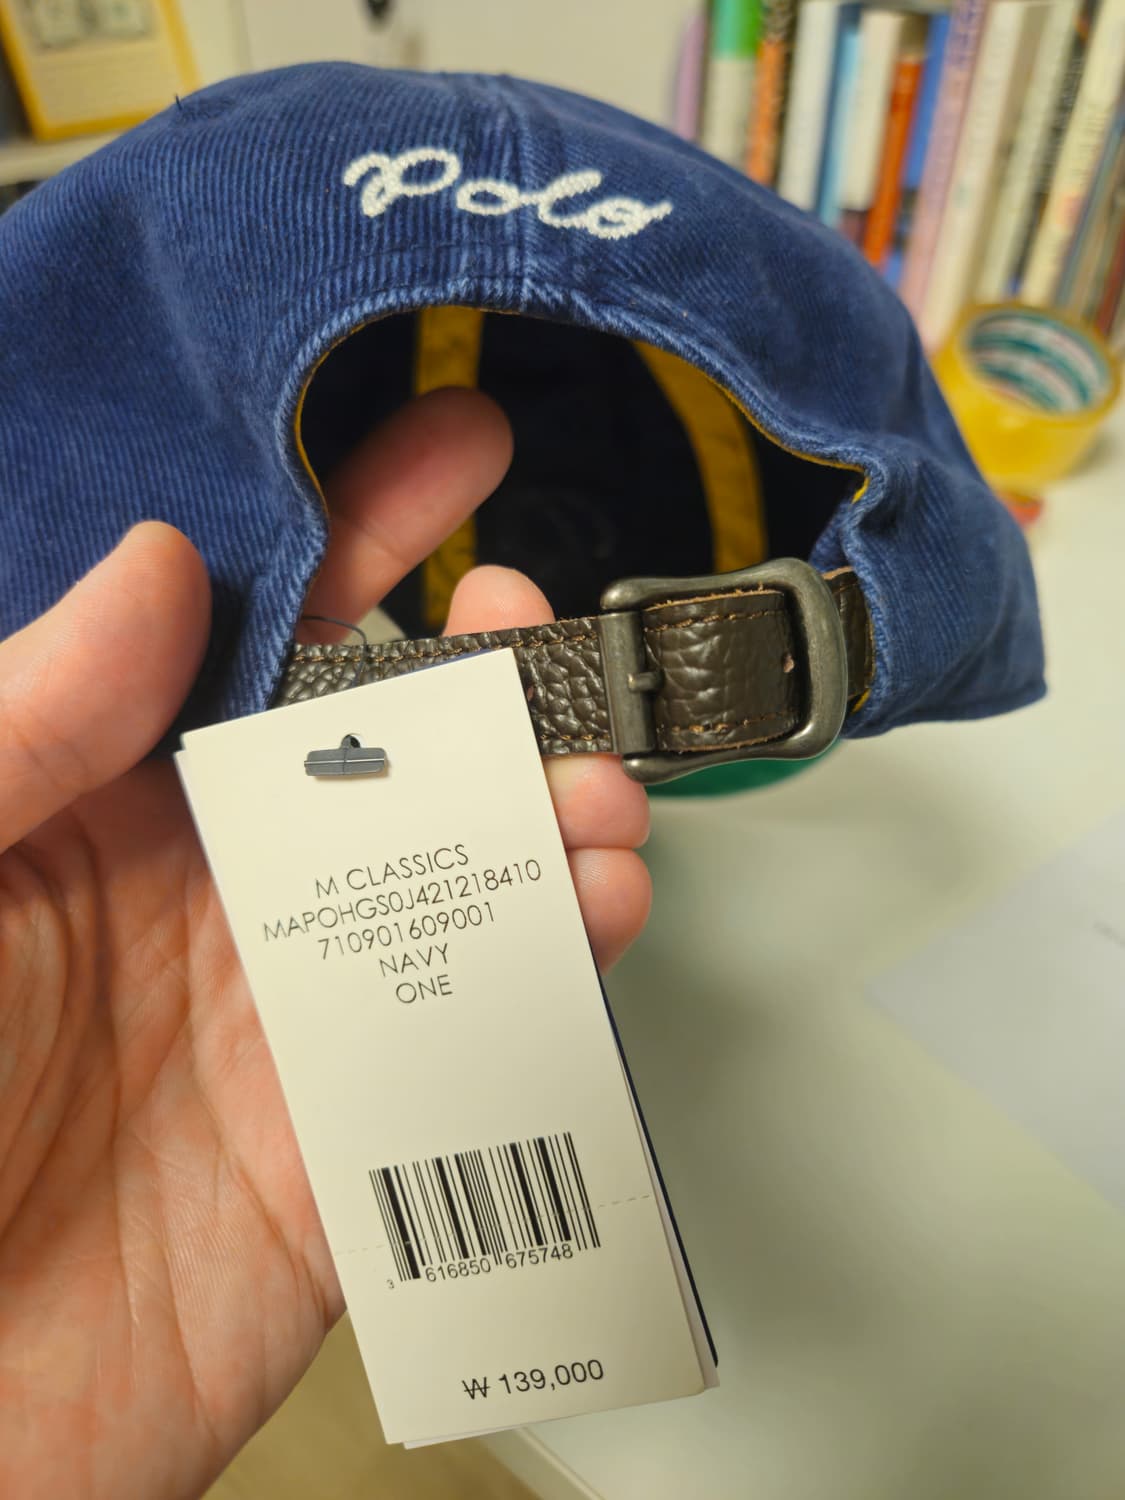 Polo
M CLASSICS
MAPOHGS0J421218410
710901609001
NAVY
ONE
3 616850 675748
₩ 139,000